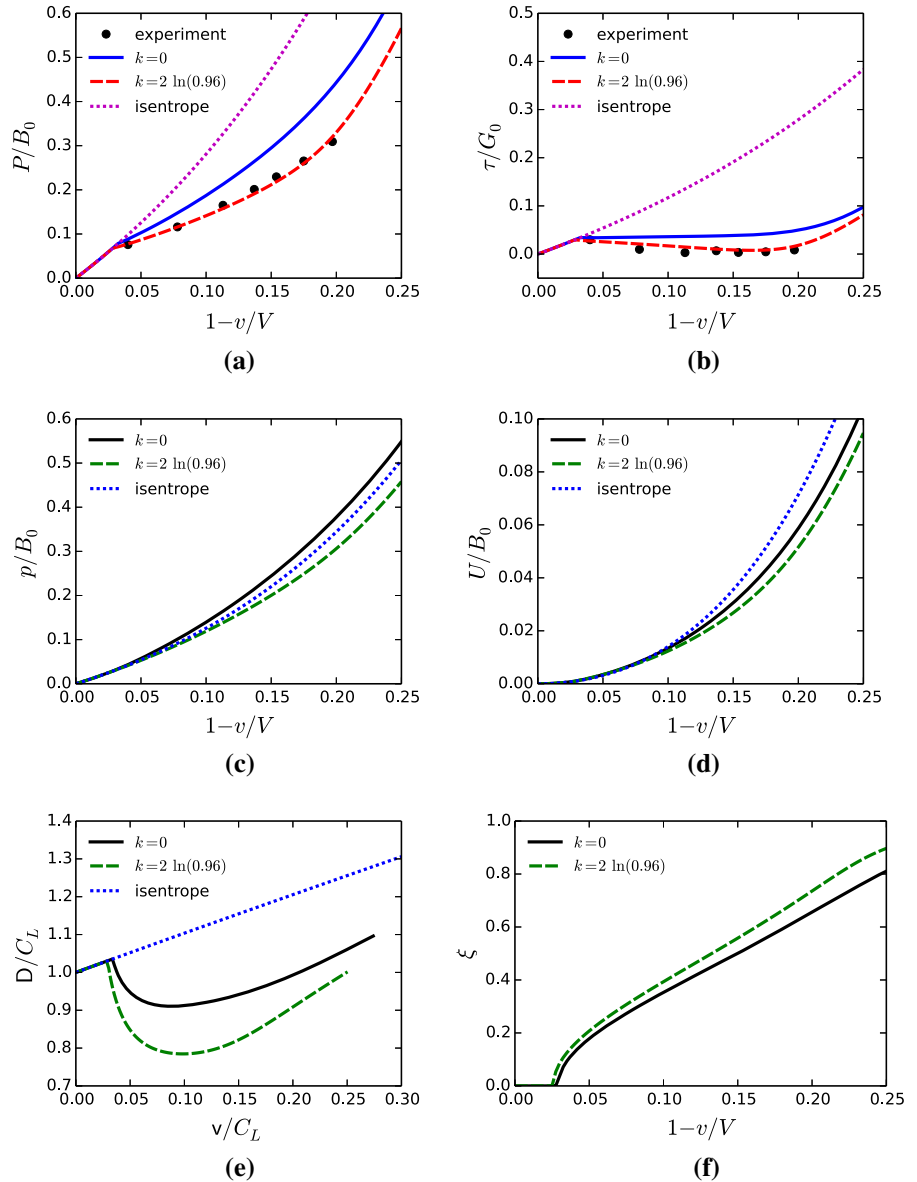 0.6
0.5
0.4
0.3
0.2
0.1
0.0
P/B₀
experiment
k=0
k=2 ln(0.96)
isentrope
0.00 0.05 0.10 0.15 0.20 0.25
1−v/V
(a)
0.5
0.4
0.3
0.2
0.1
0.0
τ/G₀
experiment
k=0
k=2 ln(0.96)
isentrope
0.00 0.05 0.10 0.15 0.20 0.25
1−v/V
(b)
0.6
0.5
0.4
0.3
0.2
0.1
0.0
p/B₀
k=0
k=2 ln(0.96)
isentrope
0.00 0.05 0.10 0.15 0.20 0.25
1−v/V
(c)
0.10
0.08
0.06
0.04
0.02
0.00
U/B₀
k=0
k=2 ln(0.96)
isentrope
0.00 0.05 0.10 0.15 0.20 0.25
1−v/V
(d)
1.4
1.3
1.2
1.1
1.0
0.9
0.8
0.7
D/C_L
k=0
k=2 ln(0.96)
isentrope
0.00 0.05 0.10 0.15 0.20 0.25 0.30
v/C_L
(e)
1.0
0.8
0.6
0.4
0.2
0.0
ξ
k=0
k=2 ln(0.96)
0.00 0.05 0.10 0.15 0.20 0.25
1−v/V
(f)